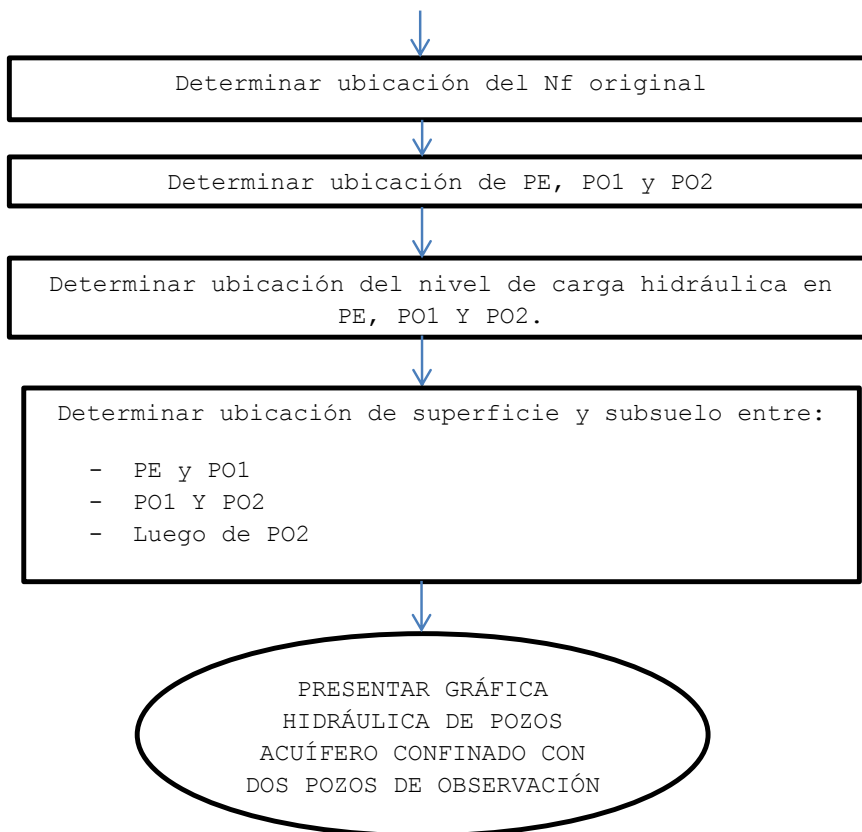 Determinar ubicación del Nf original
Determinar ubicación de PE, PO1 y PO2
Determinar ubicación del nivel de carga hidráulica en
PE, PO1 Y PO2.
Determinar ubicación de superficie y subsuelo entre:
- PE y PO1
- PO1 Y PO2
- Luego de PO2
PRESENTAR GRÁFICA
HIDRÁULICA DE POZOS
ACUÍFERO CONFINADO CON
DOS POZOS DE OBSERVACIÓN